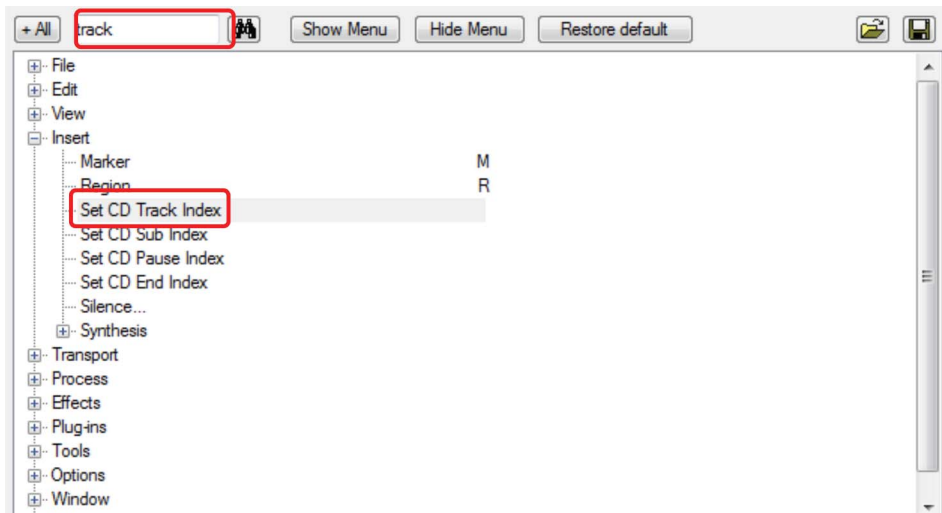 + All track Show Menu Hide Menu Restore default
File
Edit
View
Insert
Marker M
Region R
Set CD Track Index
Set CD Sub Index
Set CD Pause Index
Set CD End Index
Silence...
Synthesis
Transport
Process
Effects
Plug-ins
Tools
Options
Window